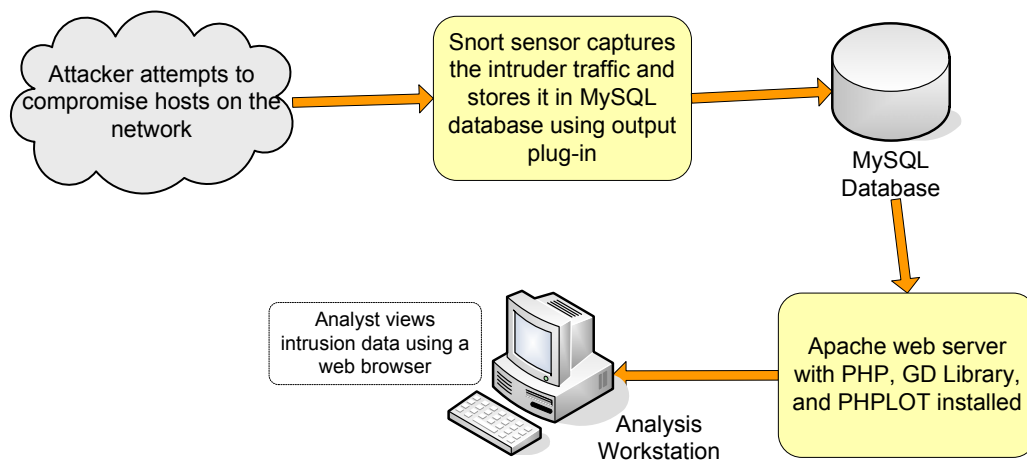 Attacker attempts to
compromise hosts on the
network
Snort sensor captures
the intruder traffic and
stores it in MySQL
database using output
plug-in
MySQL
Database
Apache web server
with PHP, GD Library,
and PHPLOT installed
Analyst views
intrusion data using a
web browser
Analysis
Workstation